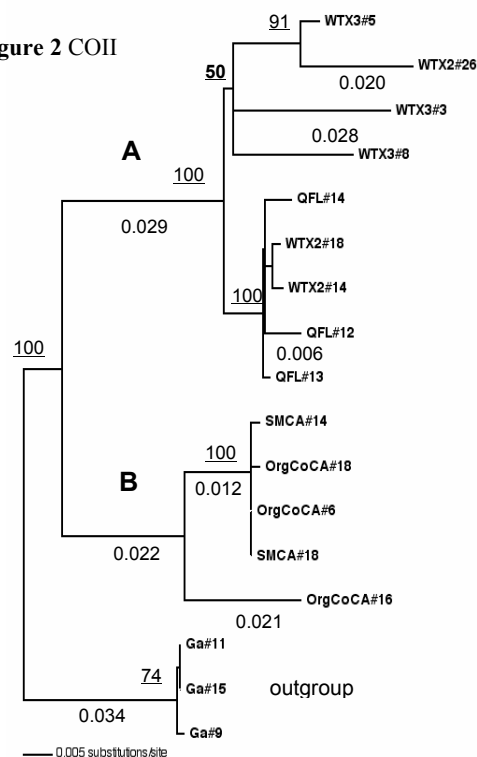 gure 2 COII
91
WTX3#5
WTX2#26
0.020
50
WTX3#3
0.028
WTX3#8
A
100
0.029
QFL#14
WTX2#18
WTX2#14
100
QFL#12
0.006
QFL#13
100
SMCA#14
100
OrgCoCA#18
0.012
B
OrgCoCA#6
0.022
SMCA#18
OrgCoCA#16
0.021
Ga#11
74
Ga#15
outgroup
0.034
Ga#9
0.005 substitutions/site